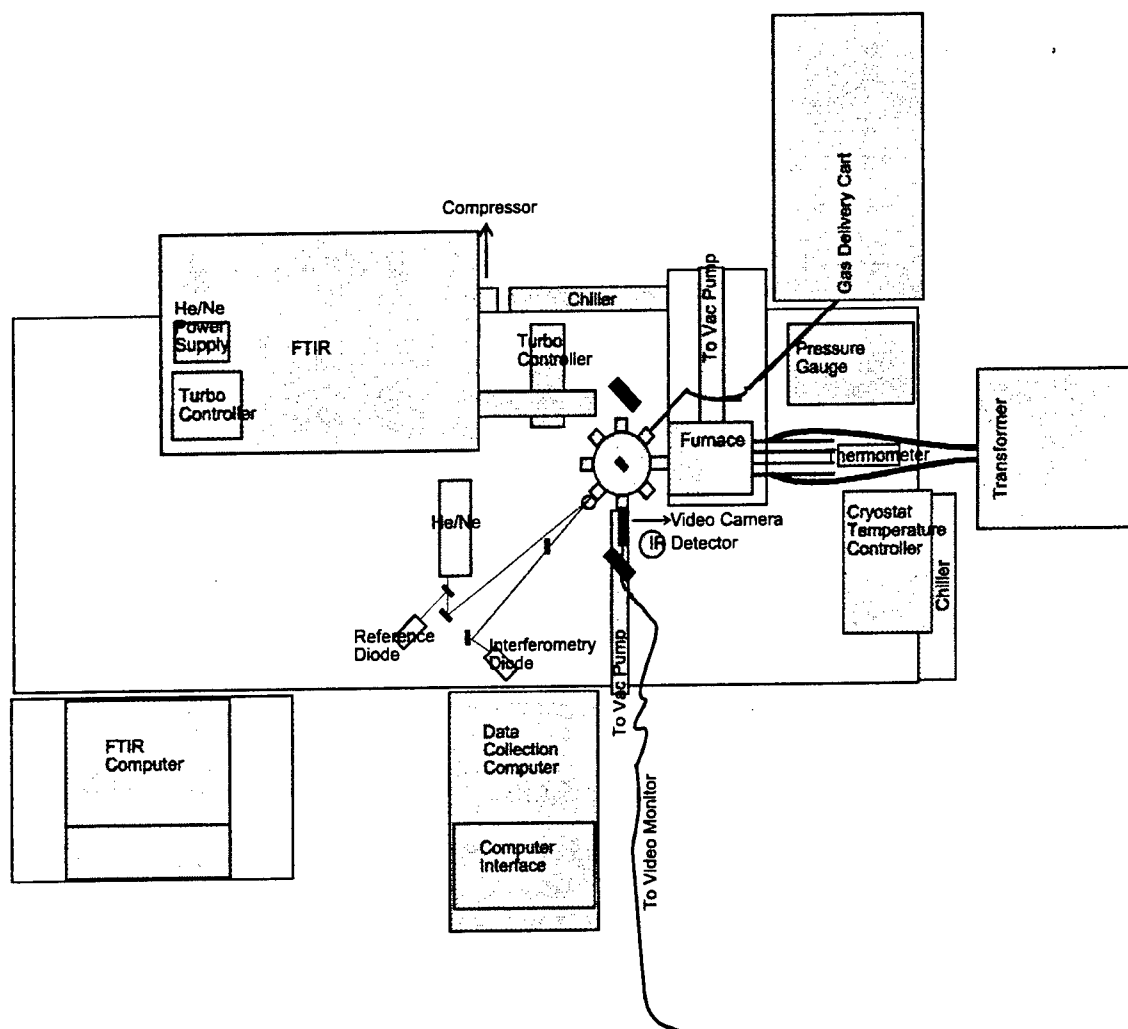 Gas Delivery Cart
Compressor
To Vac Pump
Chiller
He/Ne
Power
Supply
FTIR
Turbo
Controller
Pressure
Gauge
Turbo
Controller
Furnace
Thermometer
Transformer
He/Ne
Video Camera
IR Detector
Cryostat
Temperature
Controller
Chiller
Reference
Diode
Interferometry
Diode
To Vac Pump
FTIR
Computer
Data
Collection
Computer
To Video Monitor
Computer
Interface